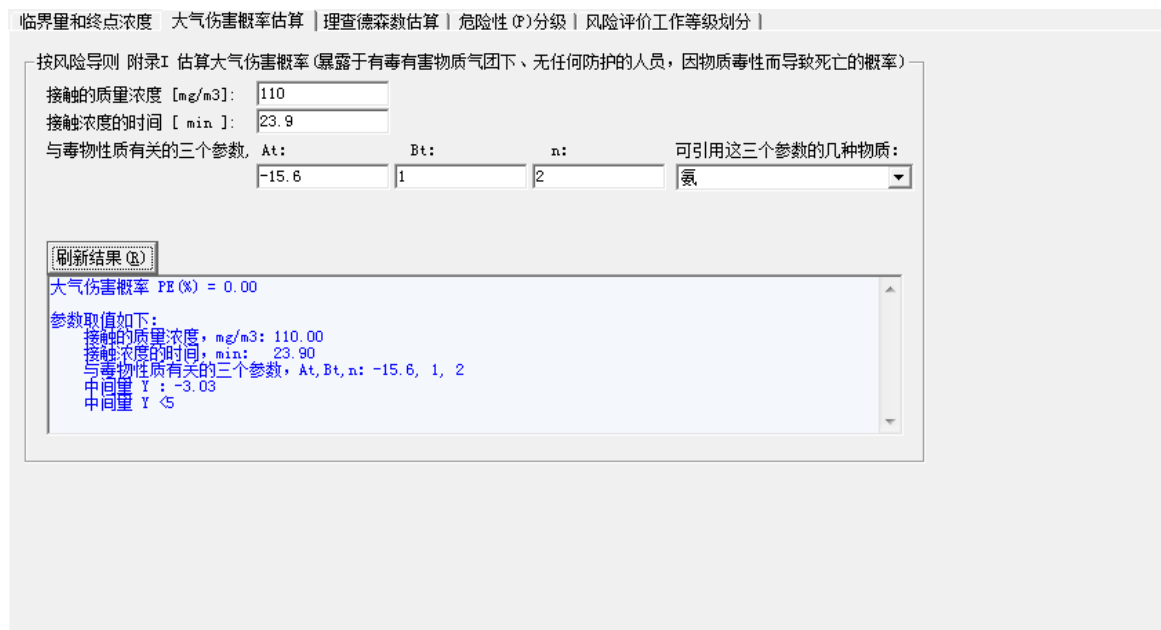 临界量和终点浓度 大气伤害概率估算 理查德森数估算 危险性(P)分级 风险评价工作等级划分
按风险导则 附录I 估算大气伤害概率(暴露于有毒有害物质气团下、无任何防护的人员，因物质毒性而导致死亡的概率)
接触的质量浓度 [mg/m3]: 110
接触浓度的时间 [ min ]: 23.9
与毒物性质有关的三个参数, At: Bt: n: 可引用这三个参数的几种物质:
-15.6 1 2 氨
刷新结果(R)
大气伤害概率 PE(%) = 0.00
参数取值如下:
接触的质量浓度，mg/m3: 110.00
接触浓度的时间，min: 23.90
与毒物性质有关的三个参数，At,Bt,n: -15.6, 1, 2
中间量 Y : -3.03
中间量 Y <5